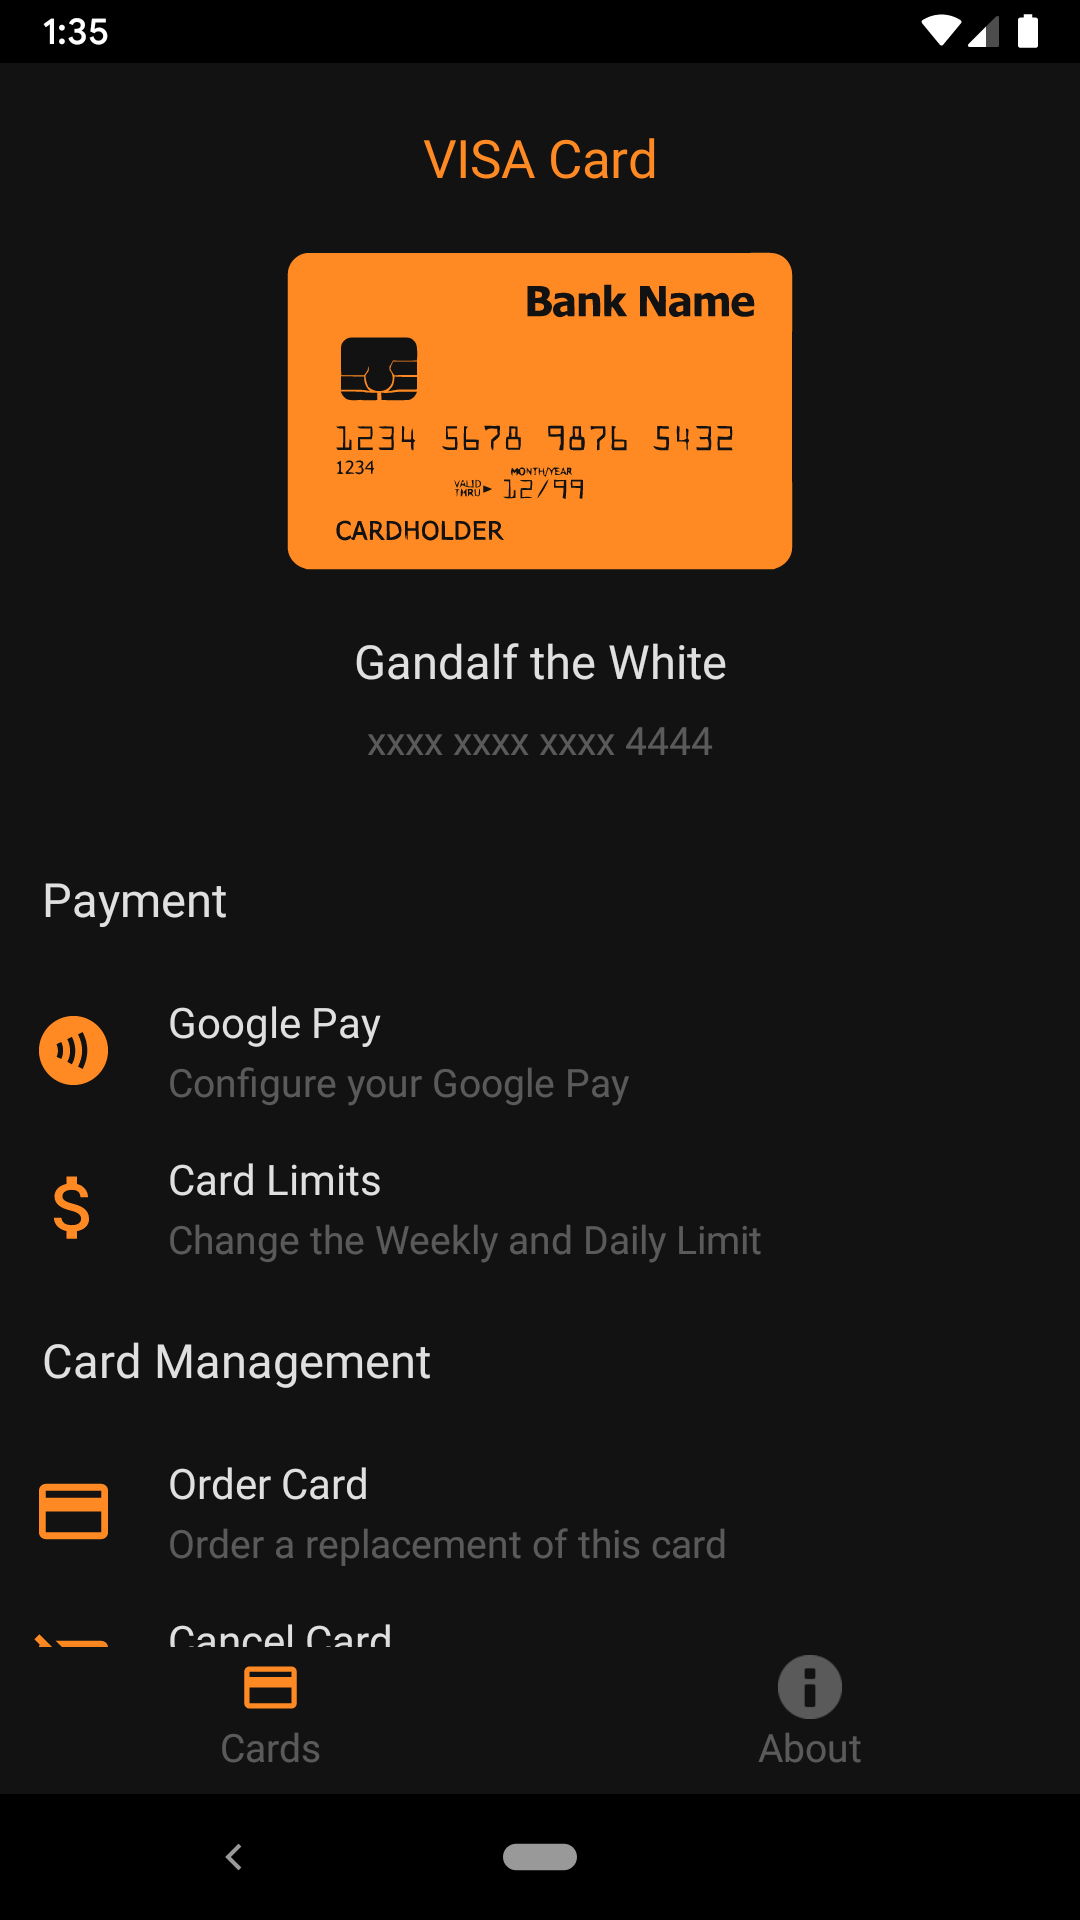 1:35
VISA Card
Bank Name
1234 5678 9876 5432
1234
MONTH/YEAR
VALID THRU 12/99
CARDHOLDER
Gandalf the White
xxxx xxxx xxxx 4444
Payment
Google Pay
Configure your Google Pay
Card Limits
Change the Weekly and Daily Limit
Card Management
Order Card
Order a replacement of this card
Cancel Card
Cards
About